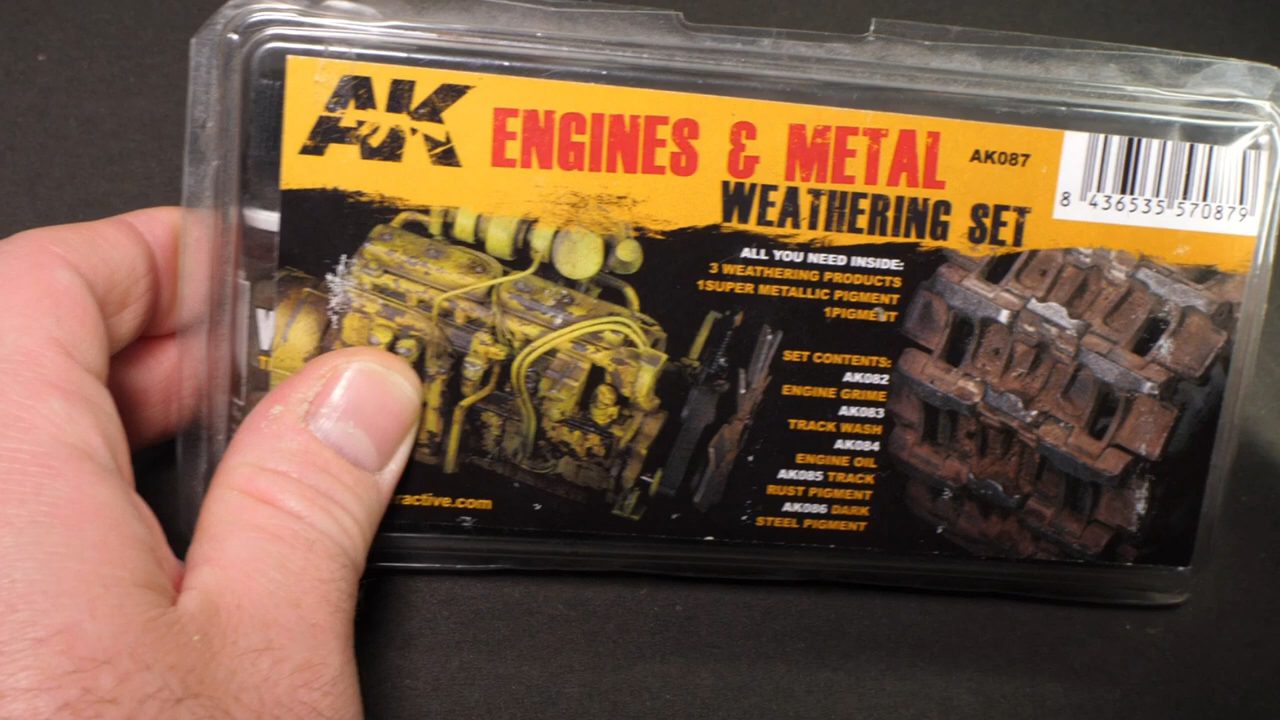 AK
ENGINES & METAL
WEATHERING SET
AK087
8 436535 570879
ALL YOU NEED INSIDE:
3 WEATHERING PRODUCTS
1SUPER METALLIC PIGMENT
1PIGMENT
SET CONTENTS:
AK082
ENGINE GRIME
AK083
TRACK WASH
AK084
ENGINE OIL
AK085 TRACK
RUST PIGMENT
AK086 DARK
STEEL PIGMENT
ractive.com